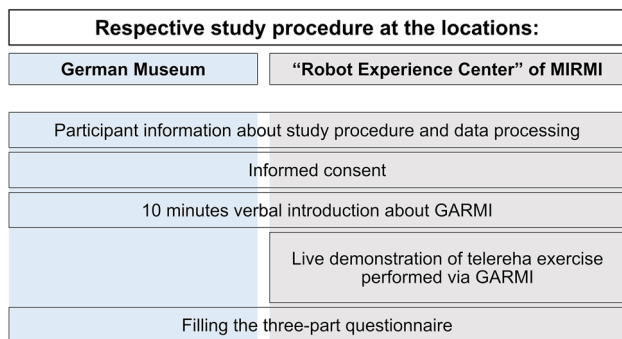 Respective study procedure at the locations:
German Museum
“Robot Experience Center” of MIRMI
Participant information about study procedure and data processing
Informed consent
10 minutes verbal introduction about GARMI
Live demonstration of telereha exercise
performed via GARMI
Filling the three-part questionnaire